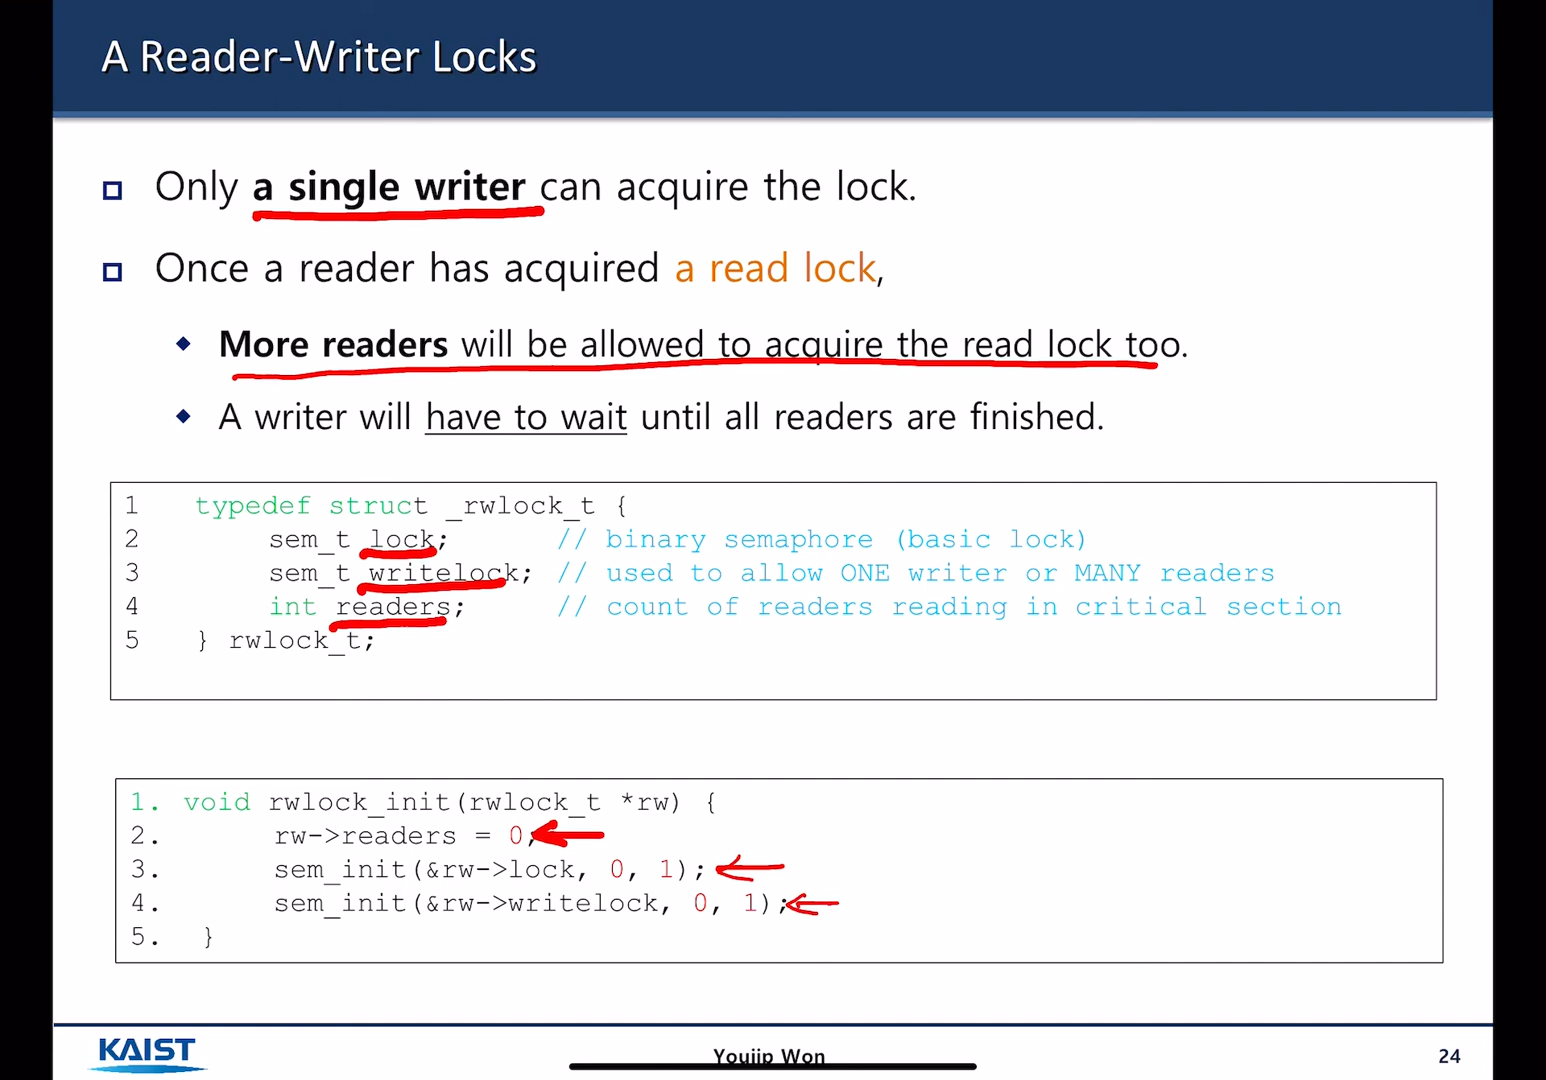 A Reader-Writer Locks
Only a single writer can acquire the lock.
Once a reader has acquired a read lock,
More readers will be allowed to acquire the read lock too.
A writer will have to wait until all readers are finished.
1 typedef struct _rwlock_t {
2 sem_t lock; // binary semaphore (basic lock)
3 sem_t writelock; // used to allow ONE writer or MANY readers
4 int readers; // count of readers reading in critical section
5 } rwlock_t;
1. void rwlock_init(rwlock_t *rw) {
2. rw->readers = 0;
3. sem_init(&rw->lock, 0, 1);
4. sem_init(&rw->writelock, 0, 1);
5. }
KAIST
Youjip Won
24